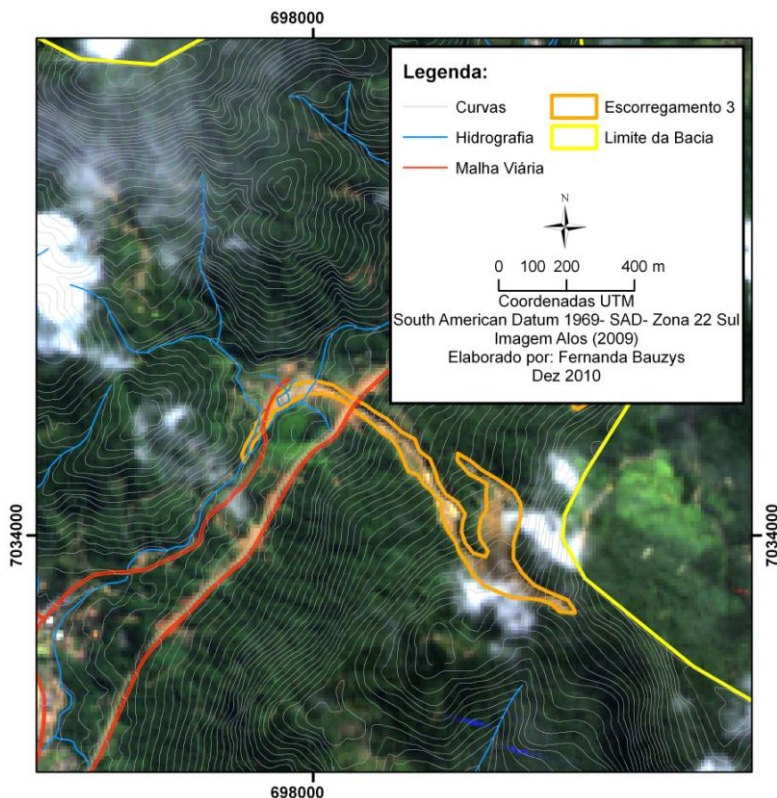 698000
Legenda:
Curvas
Escorregamento 3
Hidrografia
Limite da Bacia
Malha Viária
N
0 100 200 400 m
Coordenadas UTM
South American Datum 1969- SAD- Zona 22 Sul
Imagem Alos (2009)
Elaborado por: Fernanda Bauzys
Dez 2010
7034000
7034000
698000